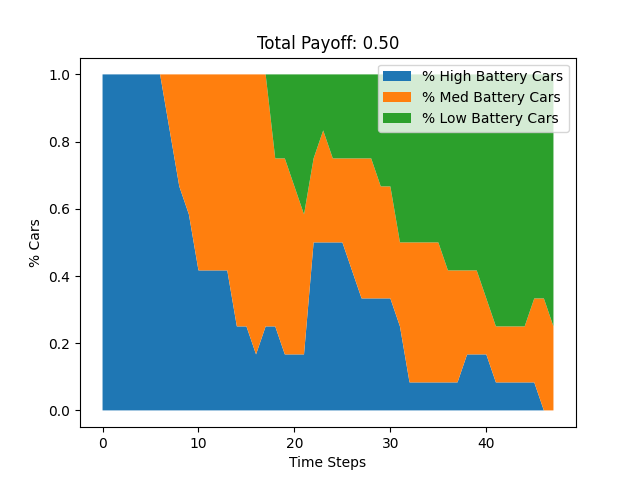 Total Payoff: 0.50
% High Battery Cars
% Med Battery Cars
% Low Battery Cars
1.0
0.8
0.6
0.4
0.2
0.0
% Cars
0 10 20 30 40
Time Steps